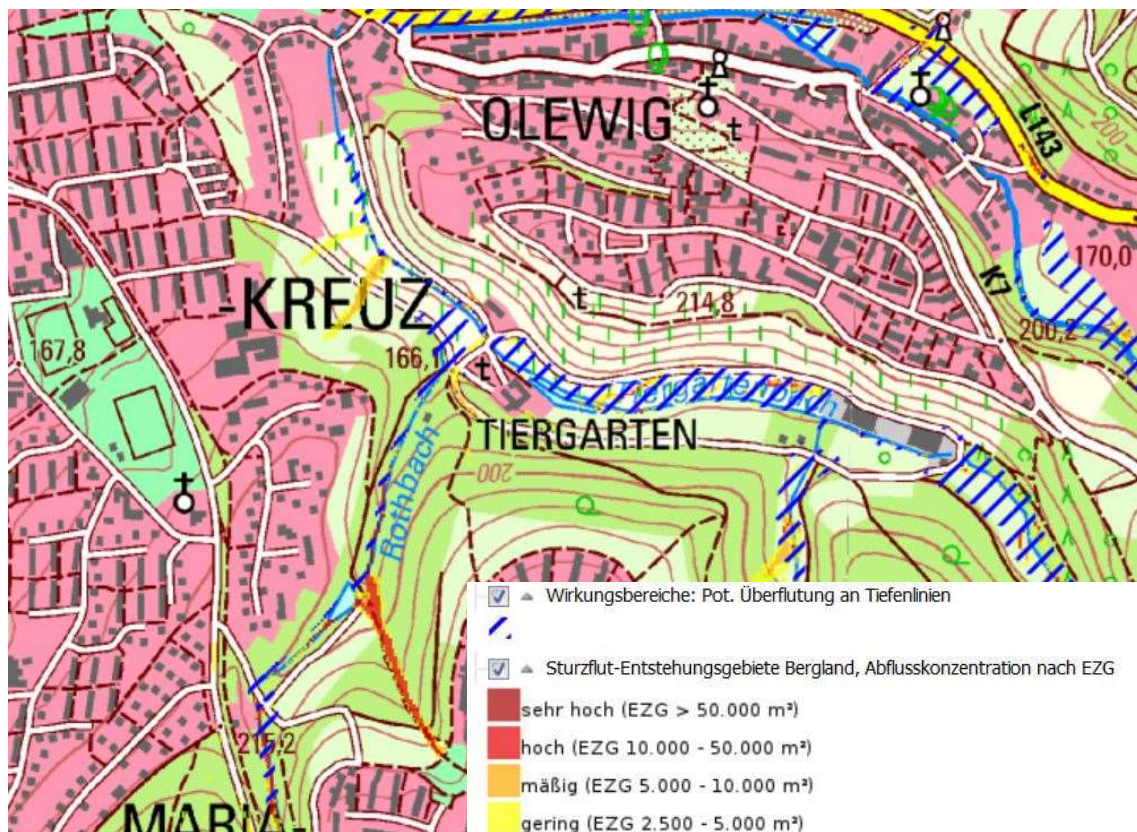 OLEWIG
t
L143
200
170,0
K7
-KREUZ
t
214,8
200,2
167,8
166,1
t
Tiergartenbach
TIERGARTEN
200
Rothbach
215,2
MARIA-
Wirkungsbereiche: Pot. Überflutung an Tiefenlinien
Sturzflut-Entstehungsgebiete Bergland, Abflusskonzentration nach EZG
sehr hoch (EZG > 50.000 m²)
hoch (EZG 10.000 - 50.000 m²)
mäßig (EZG 5.000 - 10.000 m²)
gering (EZG 2.500 - 5.000 m²)